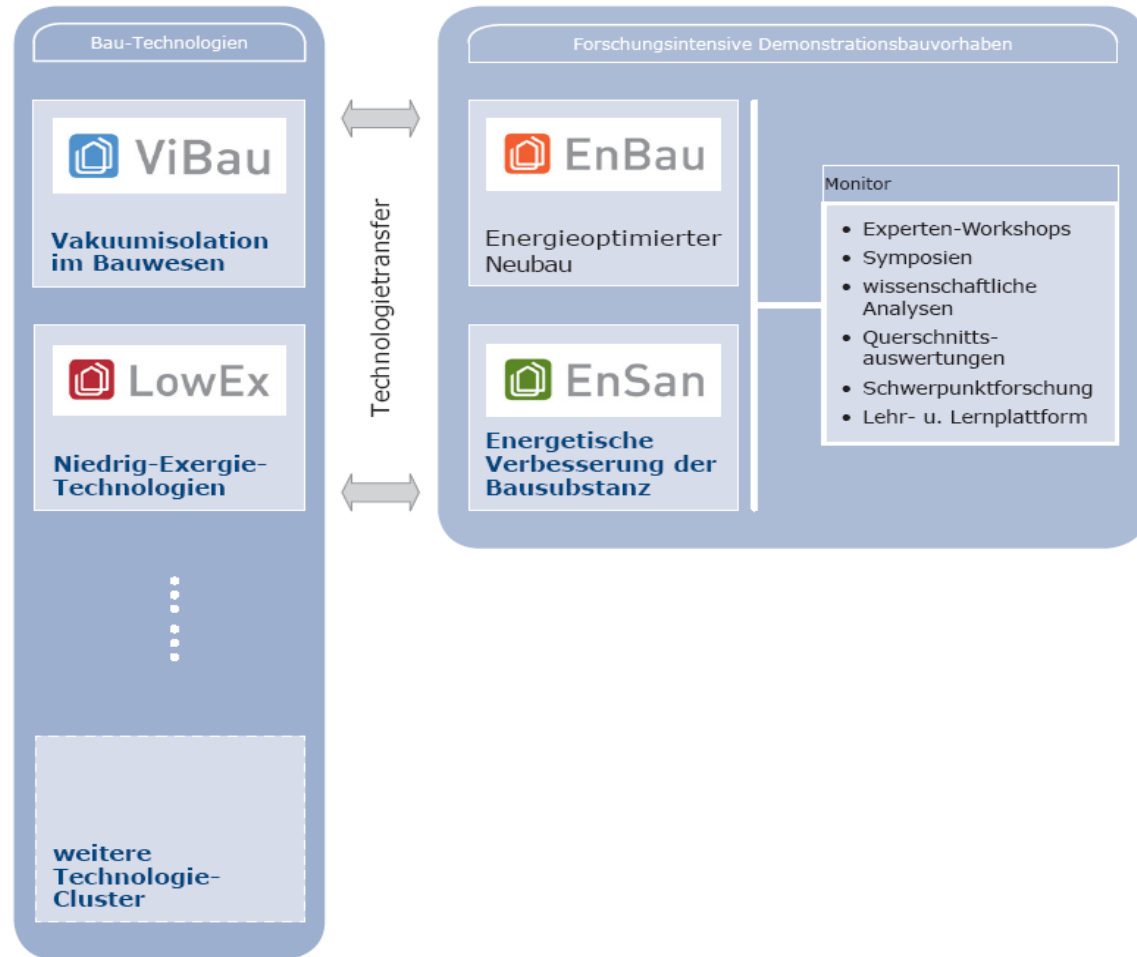 Bau-Technologien
ViBau
Vakuumisolation
im Bauwesen
LowEx
Niedrig-Exergie-
Technologien
weitere
Technologie-
Cluster
Technologietransfer
Forschungsintensive Demonstrationsbauvorhaben
EnBau
Energieoptimierter
Neubau
EnSan
Energetische
Verbesserung der
Bausubstanz
Monitor
• Experten-Workshops
• Symposien
• wissenschaftliche
Analysen
• Querschnitts-
auswertungen
• Schwerpunktforschung
• Lehr- u. Lernplattform